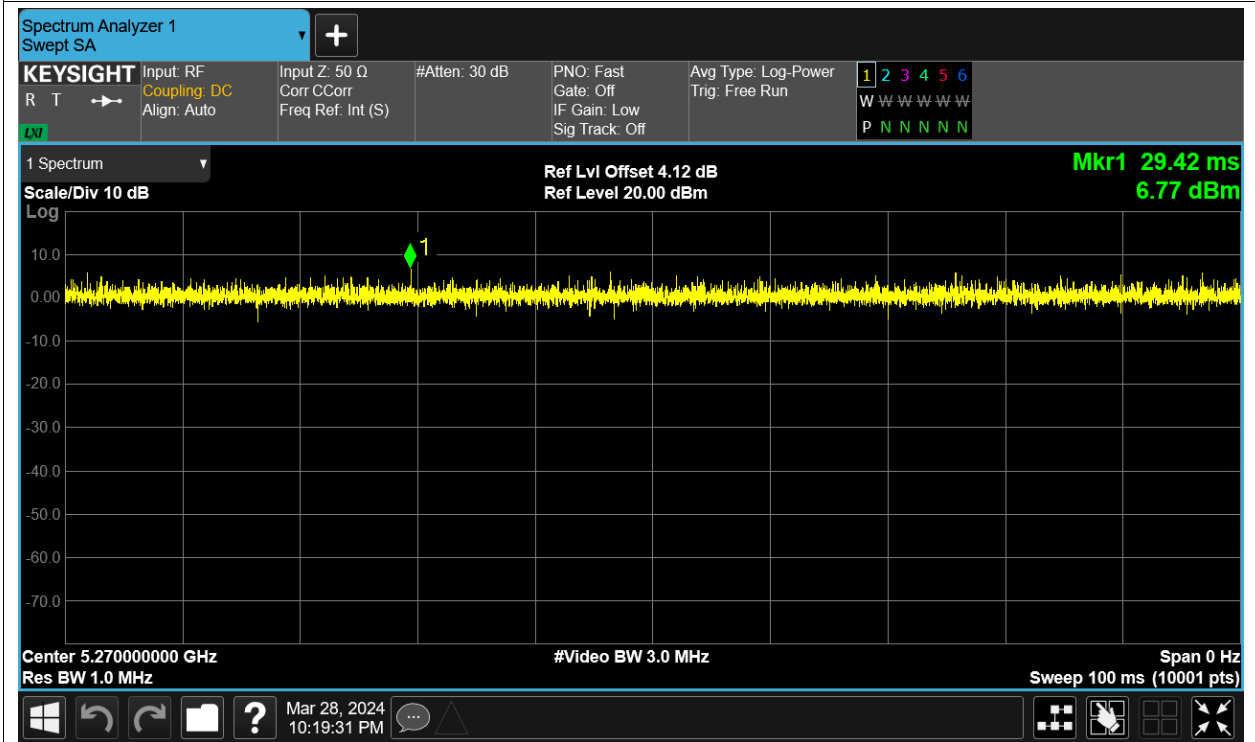 Spectrum Analyzer 1
Swept SA
+
KEYSIGHT
R T
LXI
Input: RF
Coupling: DC
Align: Auto
Input Z: 50 Ω
Corr CCorr
Freq Ref: Int (S)
#Atten: 30 dB
PNO: Fast
Gate: Off
IF Gain: Low
Sig Track: Off
Avg Type: Log-Power
Trig: Free Run
1 2 3 4 5 6
W W W W W W
P N N N N N
1 Spectrum
Scale/Div 10 dB
Ref Lvl Offset 4.12 dB
Ref Level 20.00 dBm
Mkr1 29.42 ms
6.77 dBm
Log
1
10.0
0.00
-10.0
-20.0
-30.0
-40.0
-50.0
-60.0
-70.0
Center 5.270000000 GHz
Res BW 1.0 MHz
#Video BW 3.0 MHz
Span 0 Hz
Sweep 100 ms (10001 pts)
?
Mar 28, 2024
10:19:31 PM